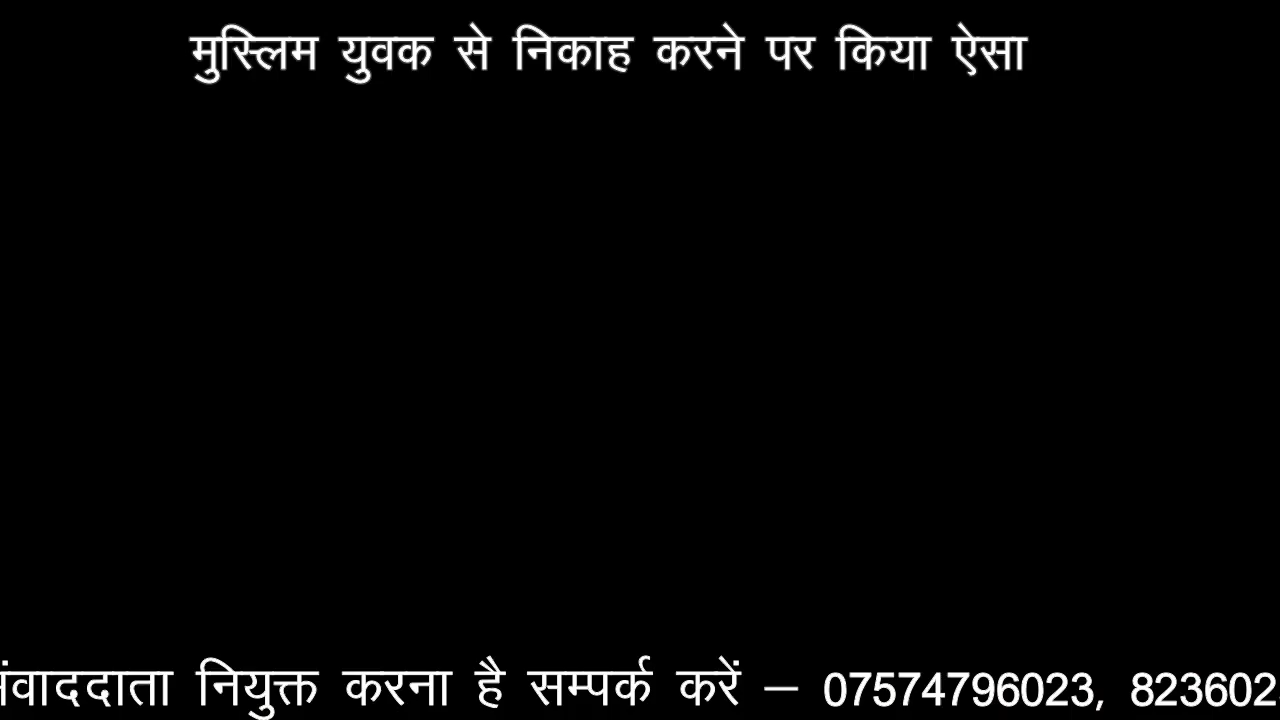 मुस्लिम युवक से निकाह करने पर किया ऐसा
संवाददाता नियुक्त करना है सम्पर्क करें – 07574796023, 823602